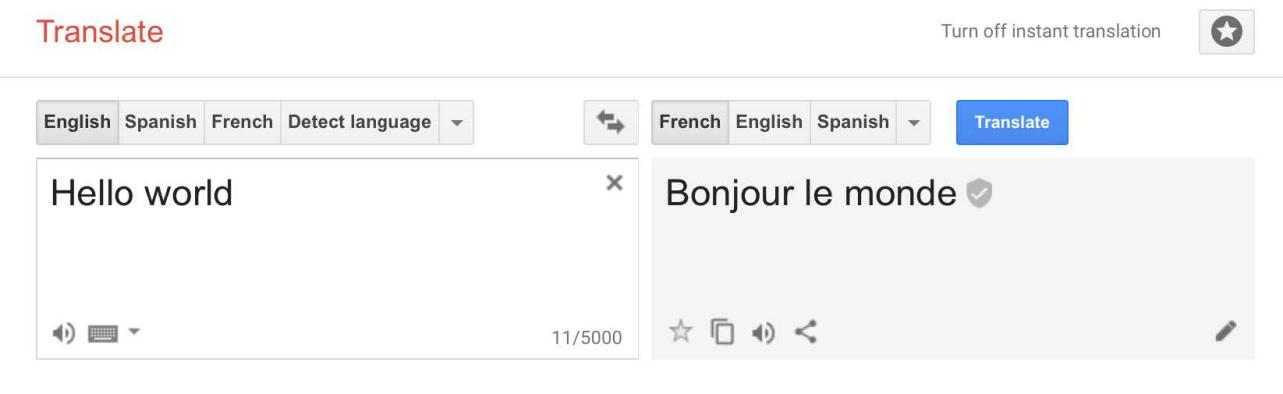 Translate
Turn off instant translation
English Spanish French Detect language
French English Spanish
Translate
Hello world
Bonjour le monde
11/5000